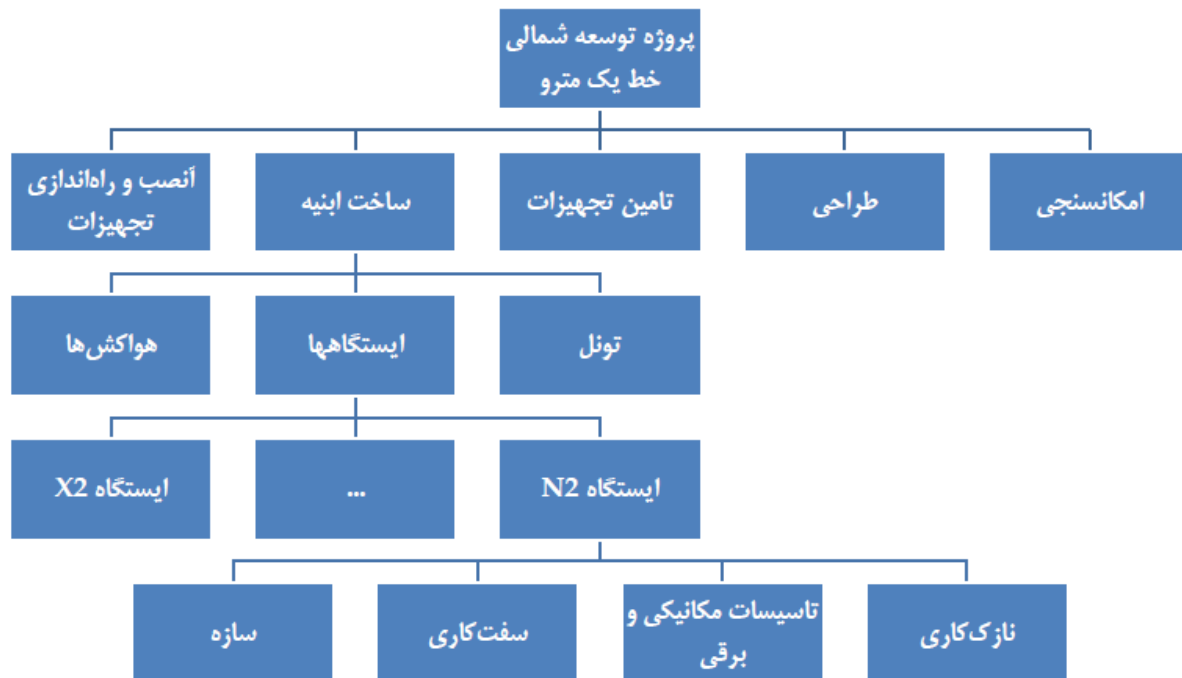 پروژه توسعه شمالی
خط یک مترو
امکانسنجی
طراحی
تامین تجهیزات
ساخت ابنیه
آنصب و راه‌اندازی
تجهیزات
تونل
ایستگاهها
هواکش‌ها
ایستگاه N2
...
ایستگاه X2
نازک‌کاری
تاسیسات مکانیکی و
برقی
سفت‌کاری
سازه